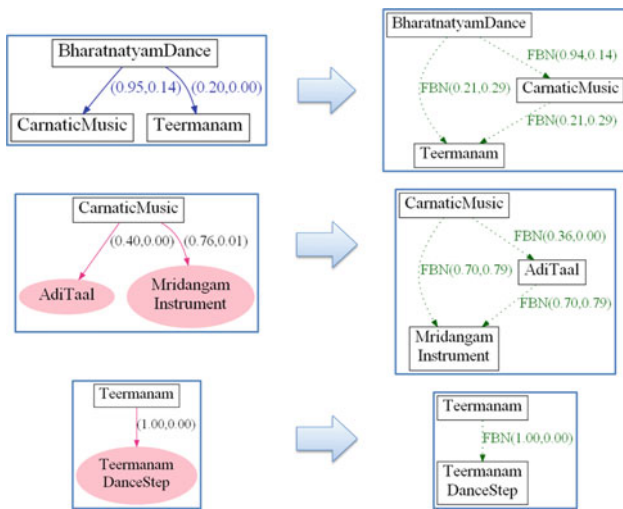 BharatnatyamDance
(0.95,0.14)
(0.20,0.00)
CarnaticMusic
Teermanam
BharatnatyamDance
FBN(0.94,0.14)
FBN(0.21,0.29)
CarnaticMusic
FBN(0.21,0.29)
Teermanam
CarnaticMusic
(0.40,0.00)
(0.76,0.01)
AdiTaal
Mridangam
Instrument
CarnaticMusic
FBN(0.36,0.00)
FBN(0.70,0.79)
AdiTaal
FBN(0.70,0.79)
Mridangam
Instrument
Teermanam
(1.00,0.00)
Teermanam
DanceStep
Teermanam
FBN(1.00,0.00)
Teermanam
DanceStep